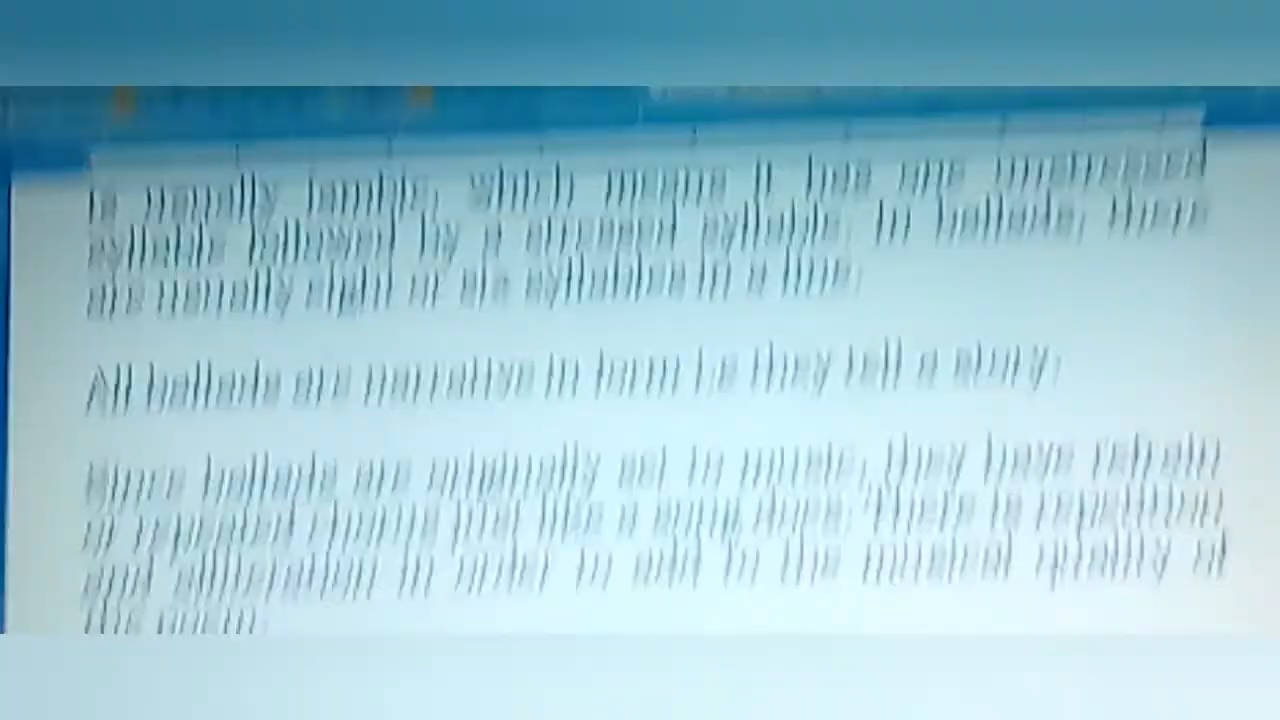 is usually iambic, which means it has one unstressed
syllable followed by a stressed syllable. In ballads, there
are usually eight or six syllables in a line.
All ballads are narrative in form i.e they tell a story.
Since ballads are originally set to music, they have refrain
or repeated chorus just like a song does. There is repetition
and alliteration in order to add to the musical quality of
the poem.